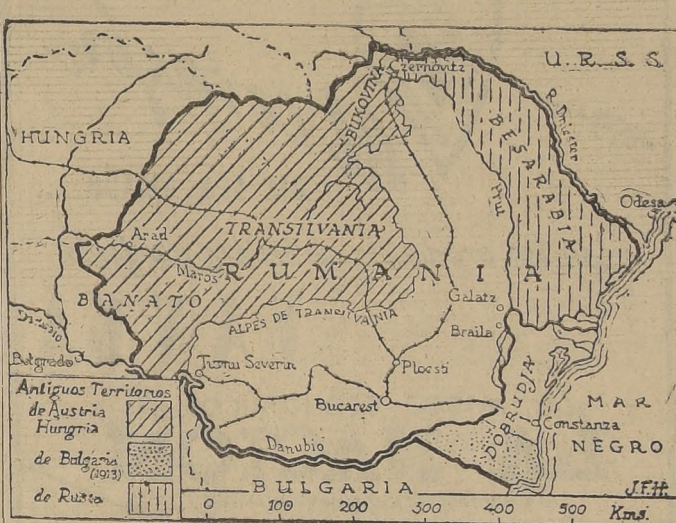 U. R. S. S.
Czernovitz
HUNGRIA
BUKOVINA
R. Dniester
BESARABIA
Prut
Odesa
Arad
TRANSILVANIA
Maros
RUMANIA
BANATO
Galatz
ALPES DE TRANSILVANIA
Braila
Danubio
Belgrado
Turnu Severin
Ploesti
Antiguos Territorios
de Austria
Hungria
de Bulgaria
(1913)
de Rusia
Bucarest
DOBRUDJA
MAR
NEGRO
Constanza
Danubio
BULGARIA
J.F.H.
0 100 200 300 400 500 Kms.